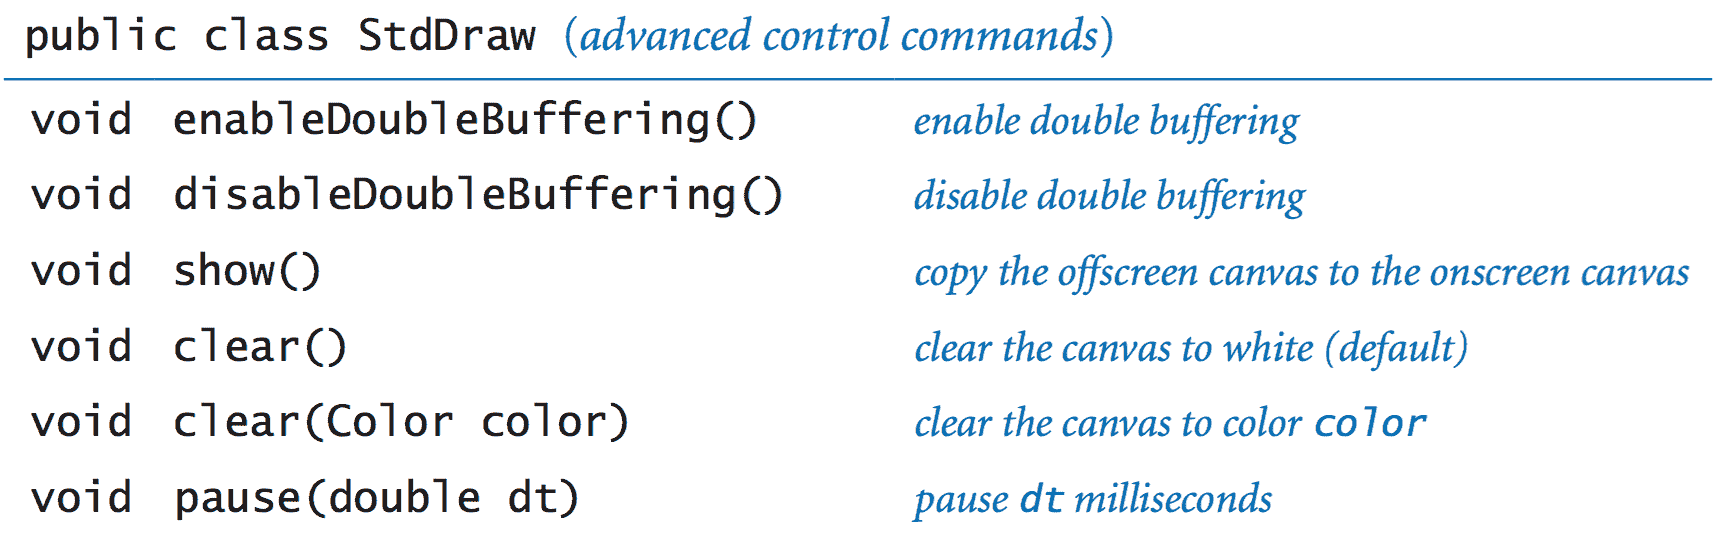 public class StdDraw (advanced control commands)
void enableDoubleBuffering() enable double buffering
void disableDoubleBuffering() disable double buffering
void show() copy the offscreen canvas to the onscreen canvas
void clear() clear the canvas to white (default)
void clear(Color color) clear the canvas to color color
void pause(double dt) pause dt milliseconds